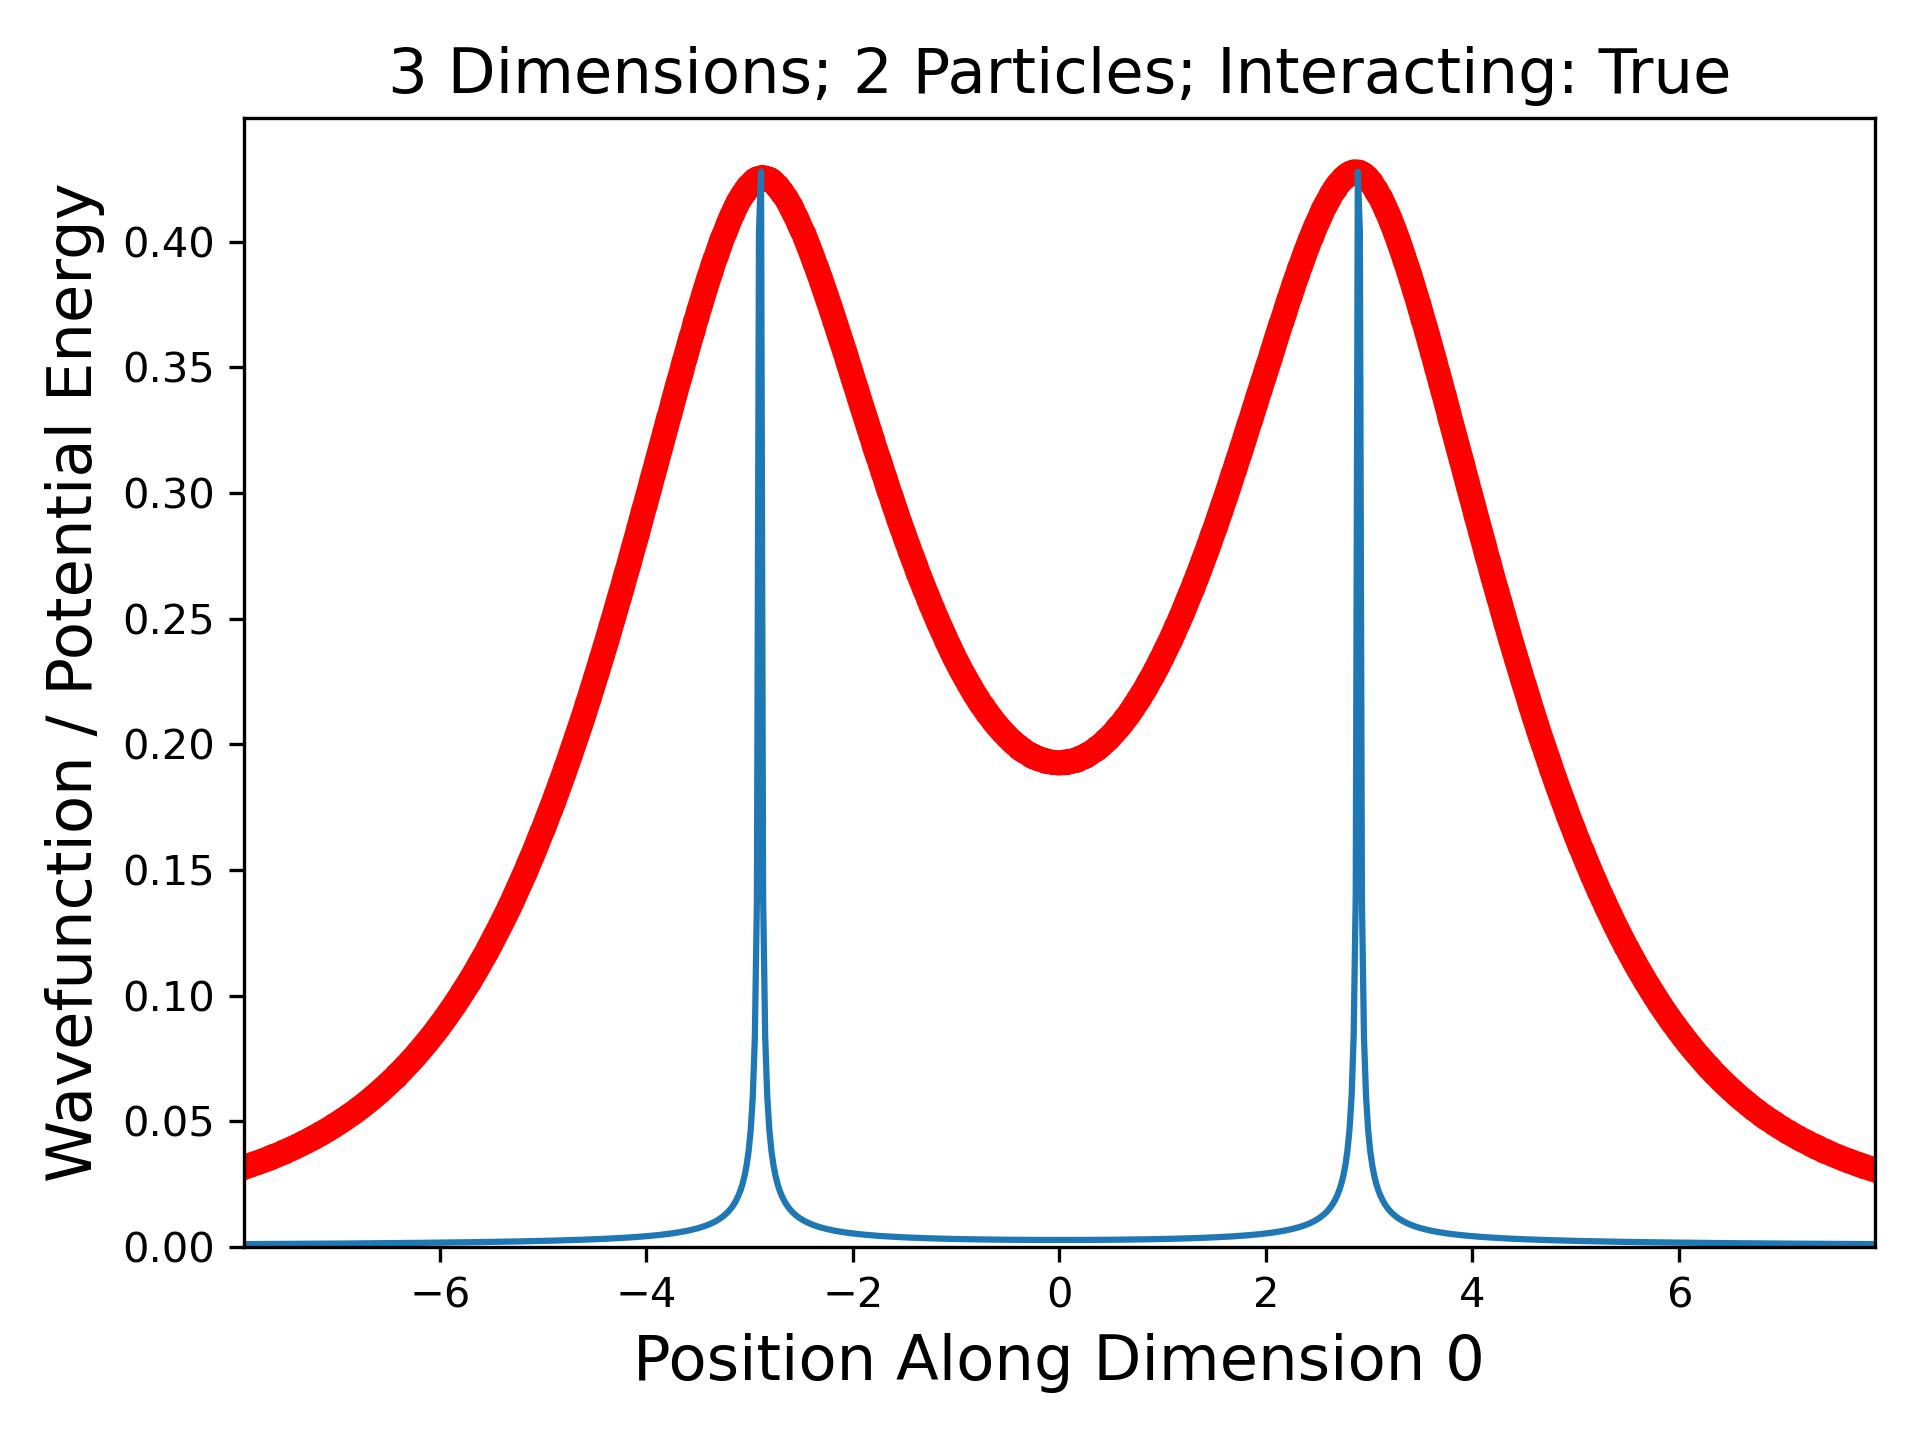 3 Dimensions; 2 Particles; Interacting: True
Wavefunction / Potential Energy
0.40
0.35
0.30
0.25
0.20
0.15
0.10
0.05
0.00
−6 −4 −2 0 2 4 6
Position Along Dimension 0